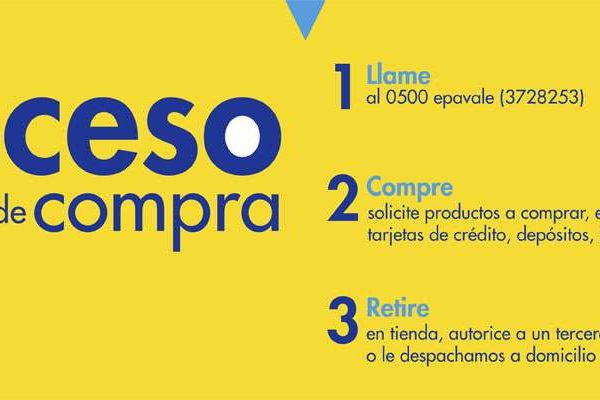 ceso
de compra
1 Llame
al 0500 epavale (3728253)
2 Compre
solicite productos a comprar, e
tarjetas de crédito, depósitos,
3 Retire
en tienda, autorice a un tercer
o le despachamos a domicilio